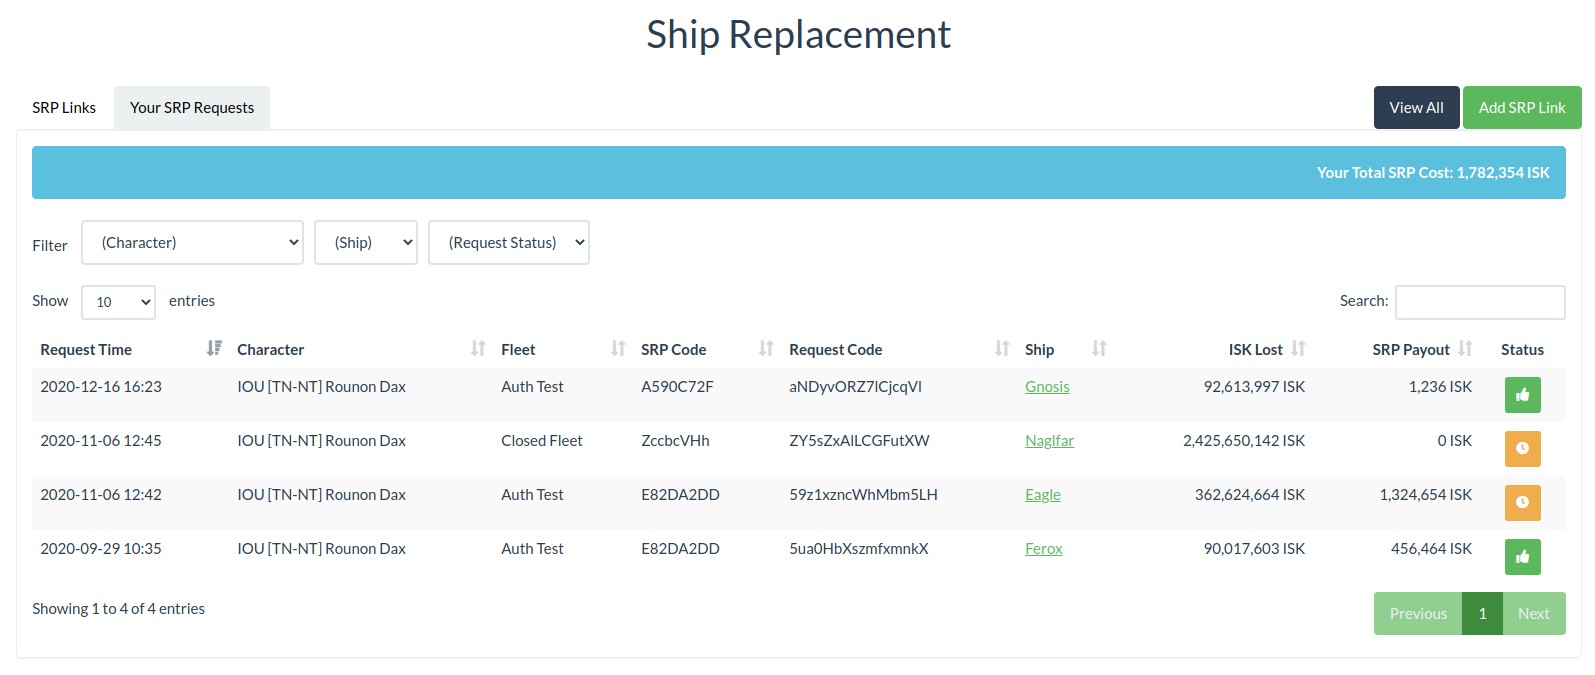 Ship Replacement
SRP Links Your SRP Requests View All Add SRP Link
Your Total SRP Cost: 1,782,354 ISK
Filter (Character) (Ship) (Request Status)
Show 10 entries Search:
Request Time Character Fleet SRP Code Request Code Ship ISK Lost SRP Payout Status
2020-12-16 16:23 IOU [TN-NT] Rounon Dax Auth Test A590C72F aNDyvORZ7lCjcqVl Gnosis 92,613,997 ISK 1,236 ISK
2020-11-06 12:45 IOU [TN-NT] Rounon Dax Closed Fleet ZccbcVHh ZY5sZxAlLCGFutXW Naglfar 2,425,650,142 ISK 0 ISK
2020-11-06 12:42 IOU [TN-NT] Rounon Dax Auth Test E82DA2DD 59z1xzncWhMbm5LH Eagle 362,624,664 ISK 1,324,654 ISK
2020-09-29 10:35 IOU [TN-NT] Rounon Dax Auth Test E82DA2DD 5ua0HbXszmfxmnkX Ferox 90,017,603 ISK 456,464 ISK
Showing 1 to 4 of 4 entries Previous 1 Next